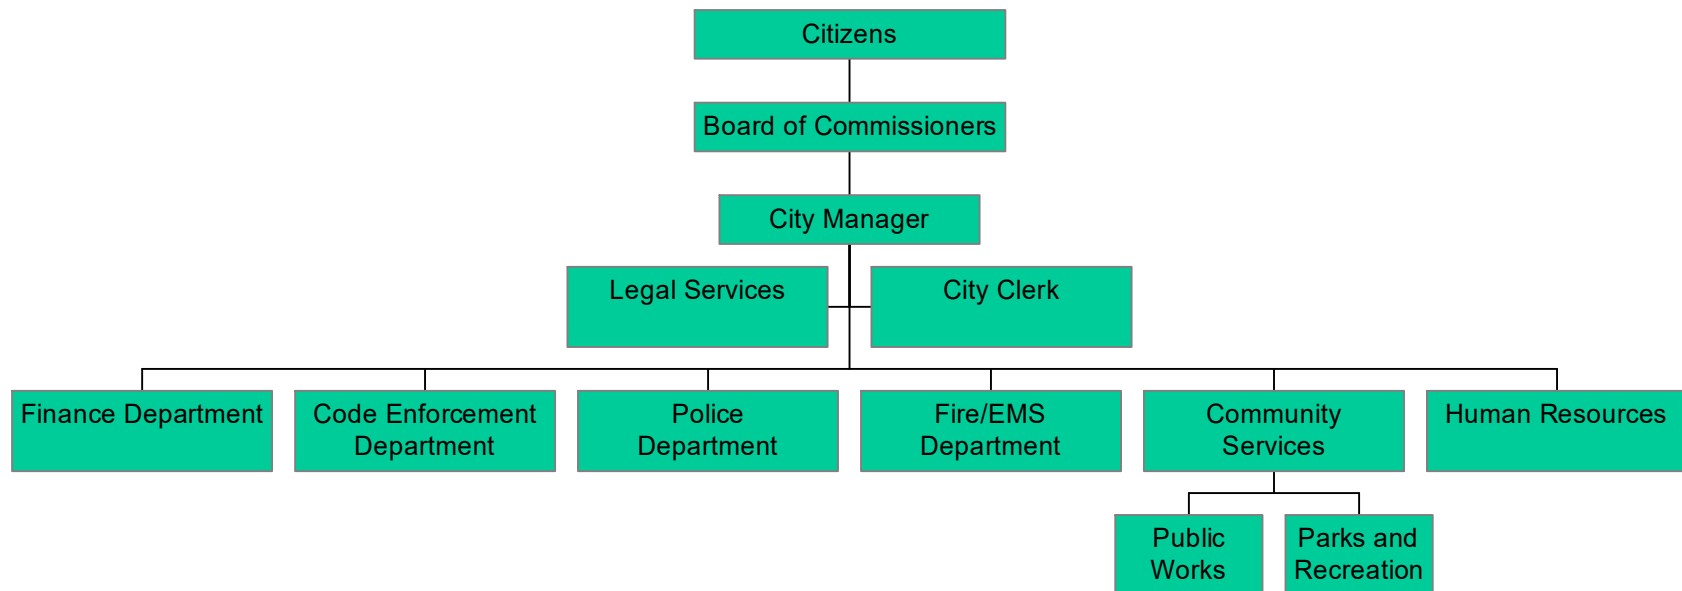 Citizens
Board of Commissioners
City Manager
Legal Services
City Clerk
Finance Department
Code Enforcement
Department
Police
Department
Fire/EMS
Department
Community
Services
Human Resources
Public
Works
Parks and
Recreation